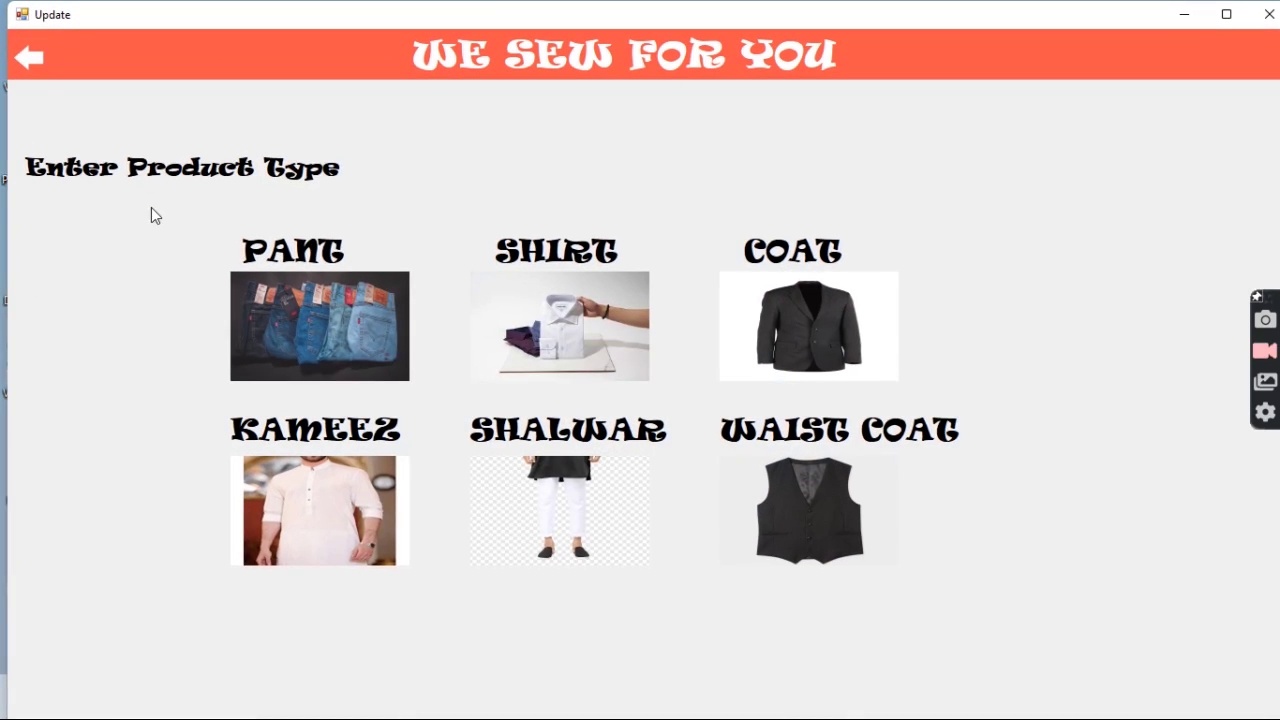 Update
WE SEW FOR YOU
Enter Product Type
PANT SHIRT COAT
KAMEEZ SHALWAR WAIST COAT